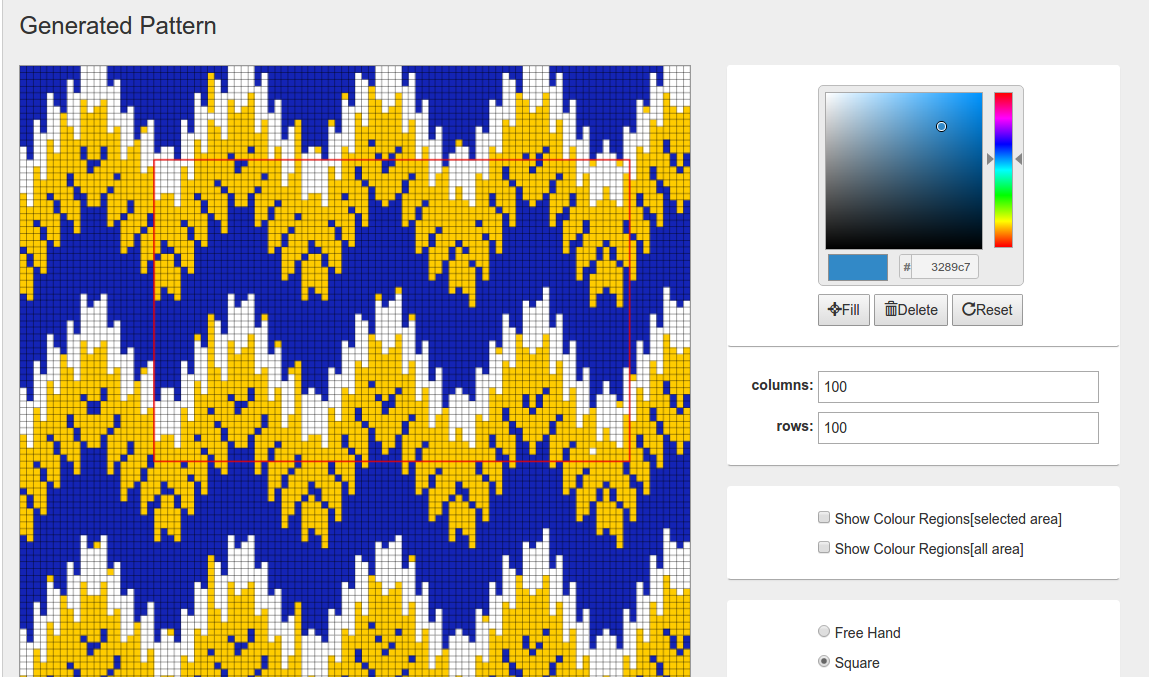 Generated Pattern
# 3289c7
Fill Delete Reset
columns: 100
rows: 100
Show Colour Regions[selected area]
Show Colour Regions[all area]
Free Hand
Square